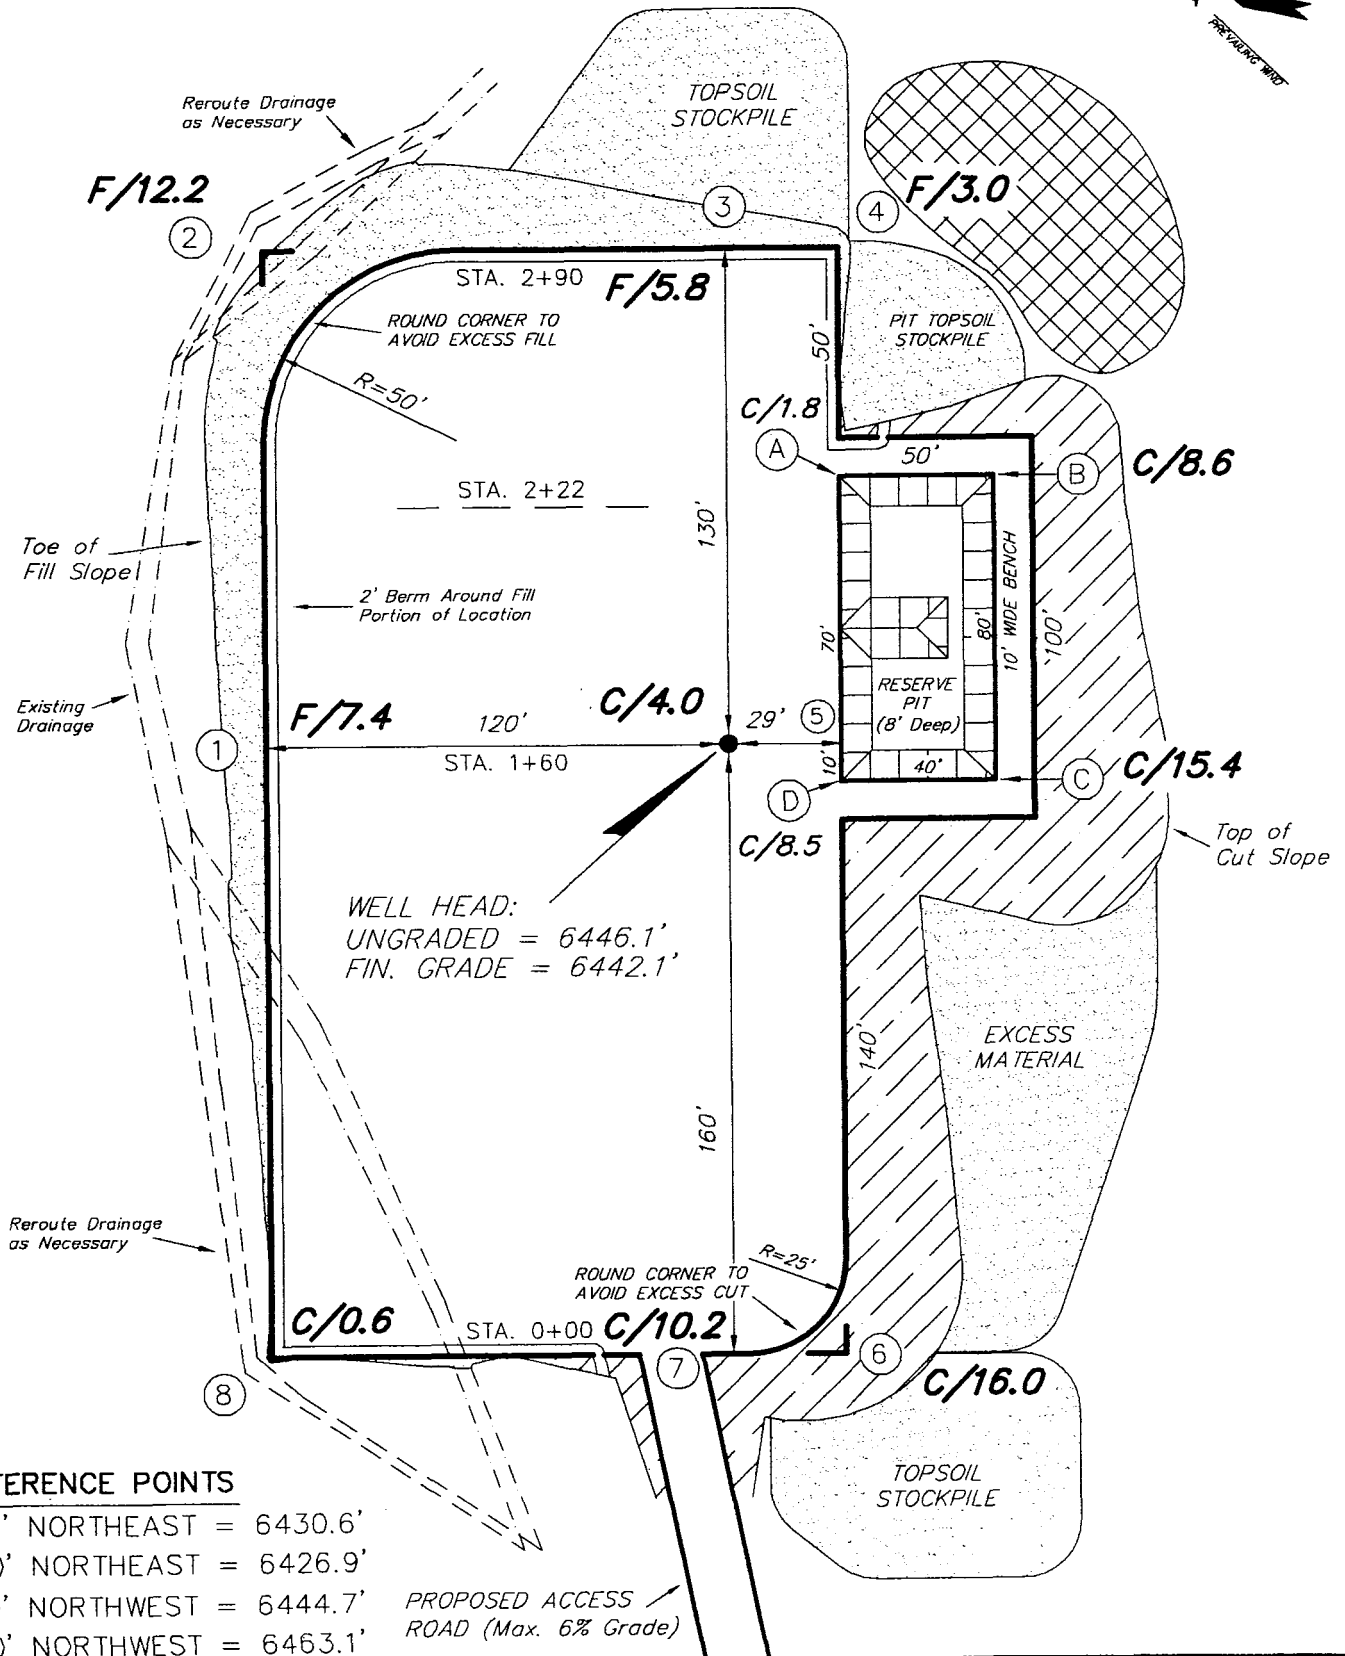 PREVAILING WIND
Reroute Drainage
as Necessary
TOPSOIL
STOCKPILE
F/12.2
2
3
4
F/3.0
STA. 2+90
F/5.8
ROUND CORNER TO
AVOID EXCESS FILL
PIT TOPSOIL
STOCKPILE
50'
R=50'
C/1.8
A
50'
B
C/8.6
STA. 2+22
130'
Toe of
Fill Slope
2' Berm Around Fill
Portion of Location
70'
80'
10' WIDE BENCH
100'
RESERVE
PIT
(8' Deep)
Existing
Drainage
1
F/7.4
120'
C/4.0
29'
5
STA. 1+60
10'
40'
D
C
C/15.4
C/8.5
Top of
Cut Slope
WELL HEAD:
UNGRADED = 6446.1'
FIN. GRADE = 6442.1'
140'
EXCESS
MATERIAL
160'
Reroute Drainage
as Necessary
R=25'
ROUND CORNER TO
AVOID EXCESS CUT
C/0.6
STA. 0+00
C/10.2
7
6
8
C/16.0
TOPSOIL
STOCKPILE
ERENCE POINTS
' NORTHEAST = 6430.6'
' NORTHEAST = 6426.9'
' NORTHWEST = 6444.7'
' NORTHWEST = 6463.1'
PROPOSED ACCESS
ROAD (Max. 6% Grade)